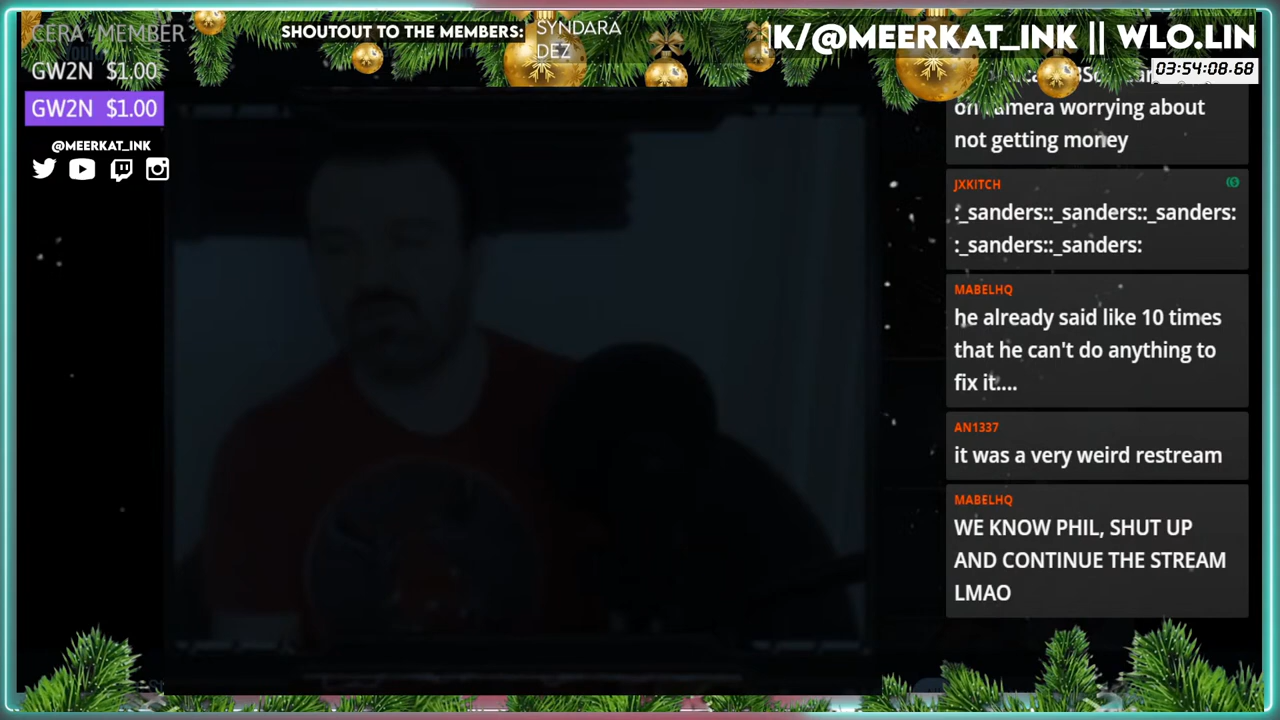 CERA MEMBER
GW2N $1.00
GW2N $1.00
@MEERKAT_INK
SHOUTOUT TO THE MEMBERS:
SYNDARA
DEZ
K/@MEERKAT_INK || WLO.LIN
03:54:08.68
worrying about
not getting money
JXKITCH
:_sanders::_sanders::_sanders:
:_sanders::_sanders:
MABELHQ
he already said like 10 times
that he can't do anything to
fix it....
AN1337
it was a very weird restream
MABELHQ
WE KNOW PHIL, SHUT UP
AND CONTINUE THE STREAM
LMAO